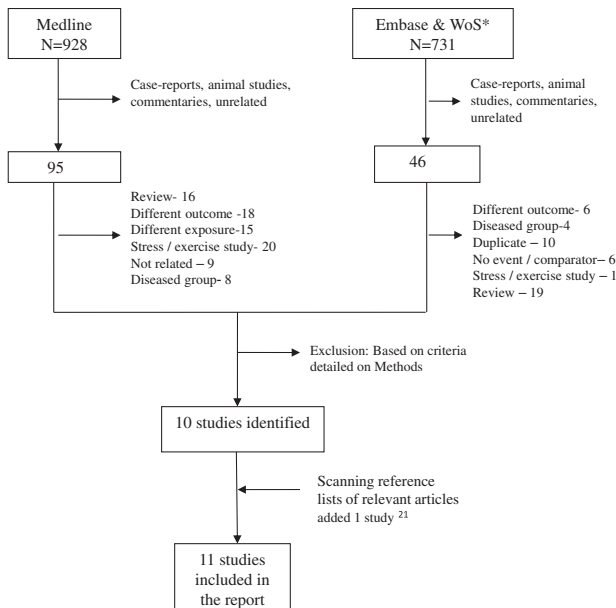 Medline
N=928
Embase & WoS*
N=731
Case-reports, animal studies,
commentaries, unrelated
Case-reports, animal
studies, commentaries,
unrelated
95
46
Review- 16
Different outcome -18
Different exposure-15
Stress / exercise study- 20
Not related – 9
Diseased group- 8
Different outcome- 6
Diseased group-4
Duplicate – 10
No event / comparator– 6
Stress / exercise study – 1
Review – 19
Exclusion: Based on criteria
detailed on Methods
10 studies identified
Scanning reference
lists of relevant articles
added 1 study 21
11 studies
included in
the report